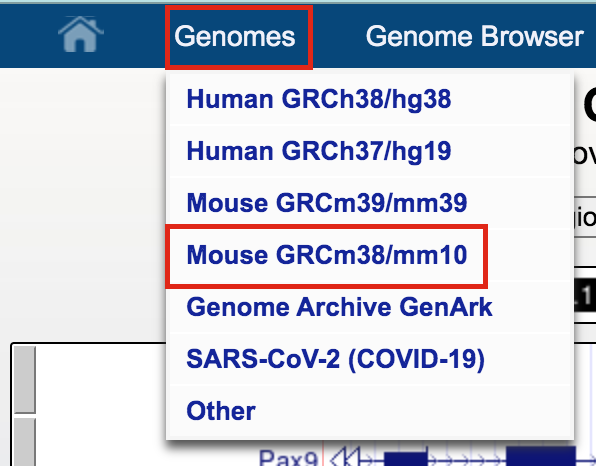 Genomes Genome Browser
Human GRCh38/hg38
Human GRCh37/hg19
Mouse GRCm39/mm39
Mouse GRCm38/mm10
Genome Archive GenArk
SARS-CoV-2 (COVID-19)
Other
Pax9